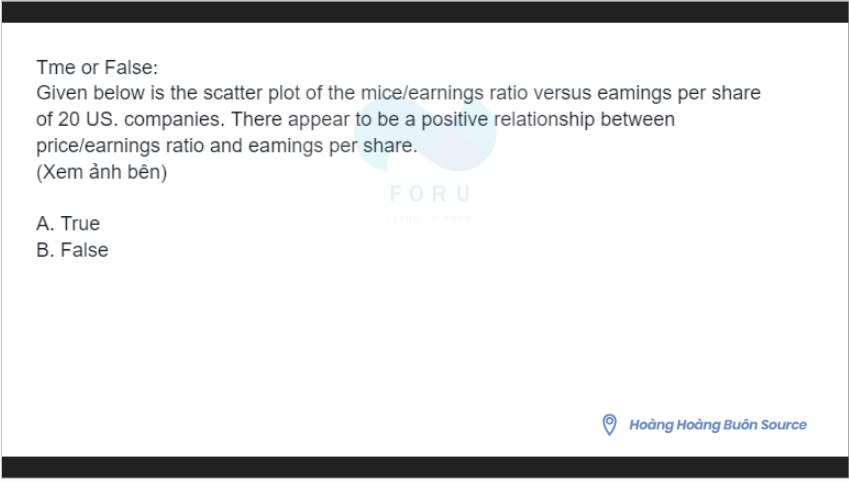 Tme or False:
Given below is the scatter plot of the mice/earnings ratio versus eamings per share
of 20 US. companies. There appear to be a positive relationship between
price/earnings ratio and eamings per share.
(Xem ảnh bên)
FORU
A. True
B. False
Hoàng Hoàng Buôn Source